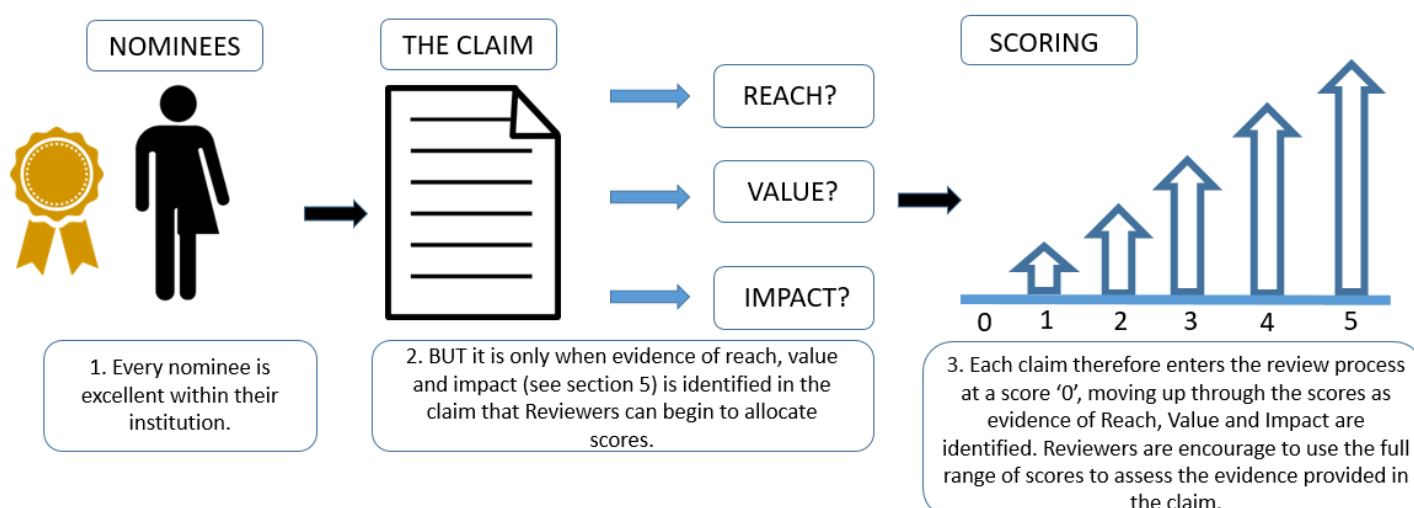 NOMINEES
THE CLAIM
SCORING
REACH?
VALUE?
IMPACT?
0 1 2 3 4 5
1. Every nominee is
excellent within their
institution.
2. BUT it is only when evidence of reach, value
and impact (see section 5) is identified in the
claim that Reviewers can begin to allocate
scores.
3. Each claim therefore enters the review process
at a score ‘0’, moving up through the scores as
evidence of Reach, Value and Impact are
identified. Reviewers are encourage to use the full
range of scores to assess the evidence provided in
the claim.